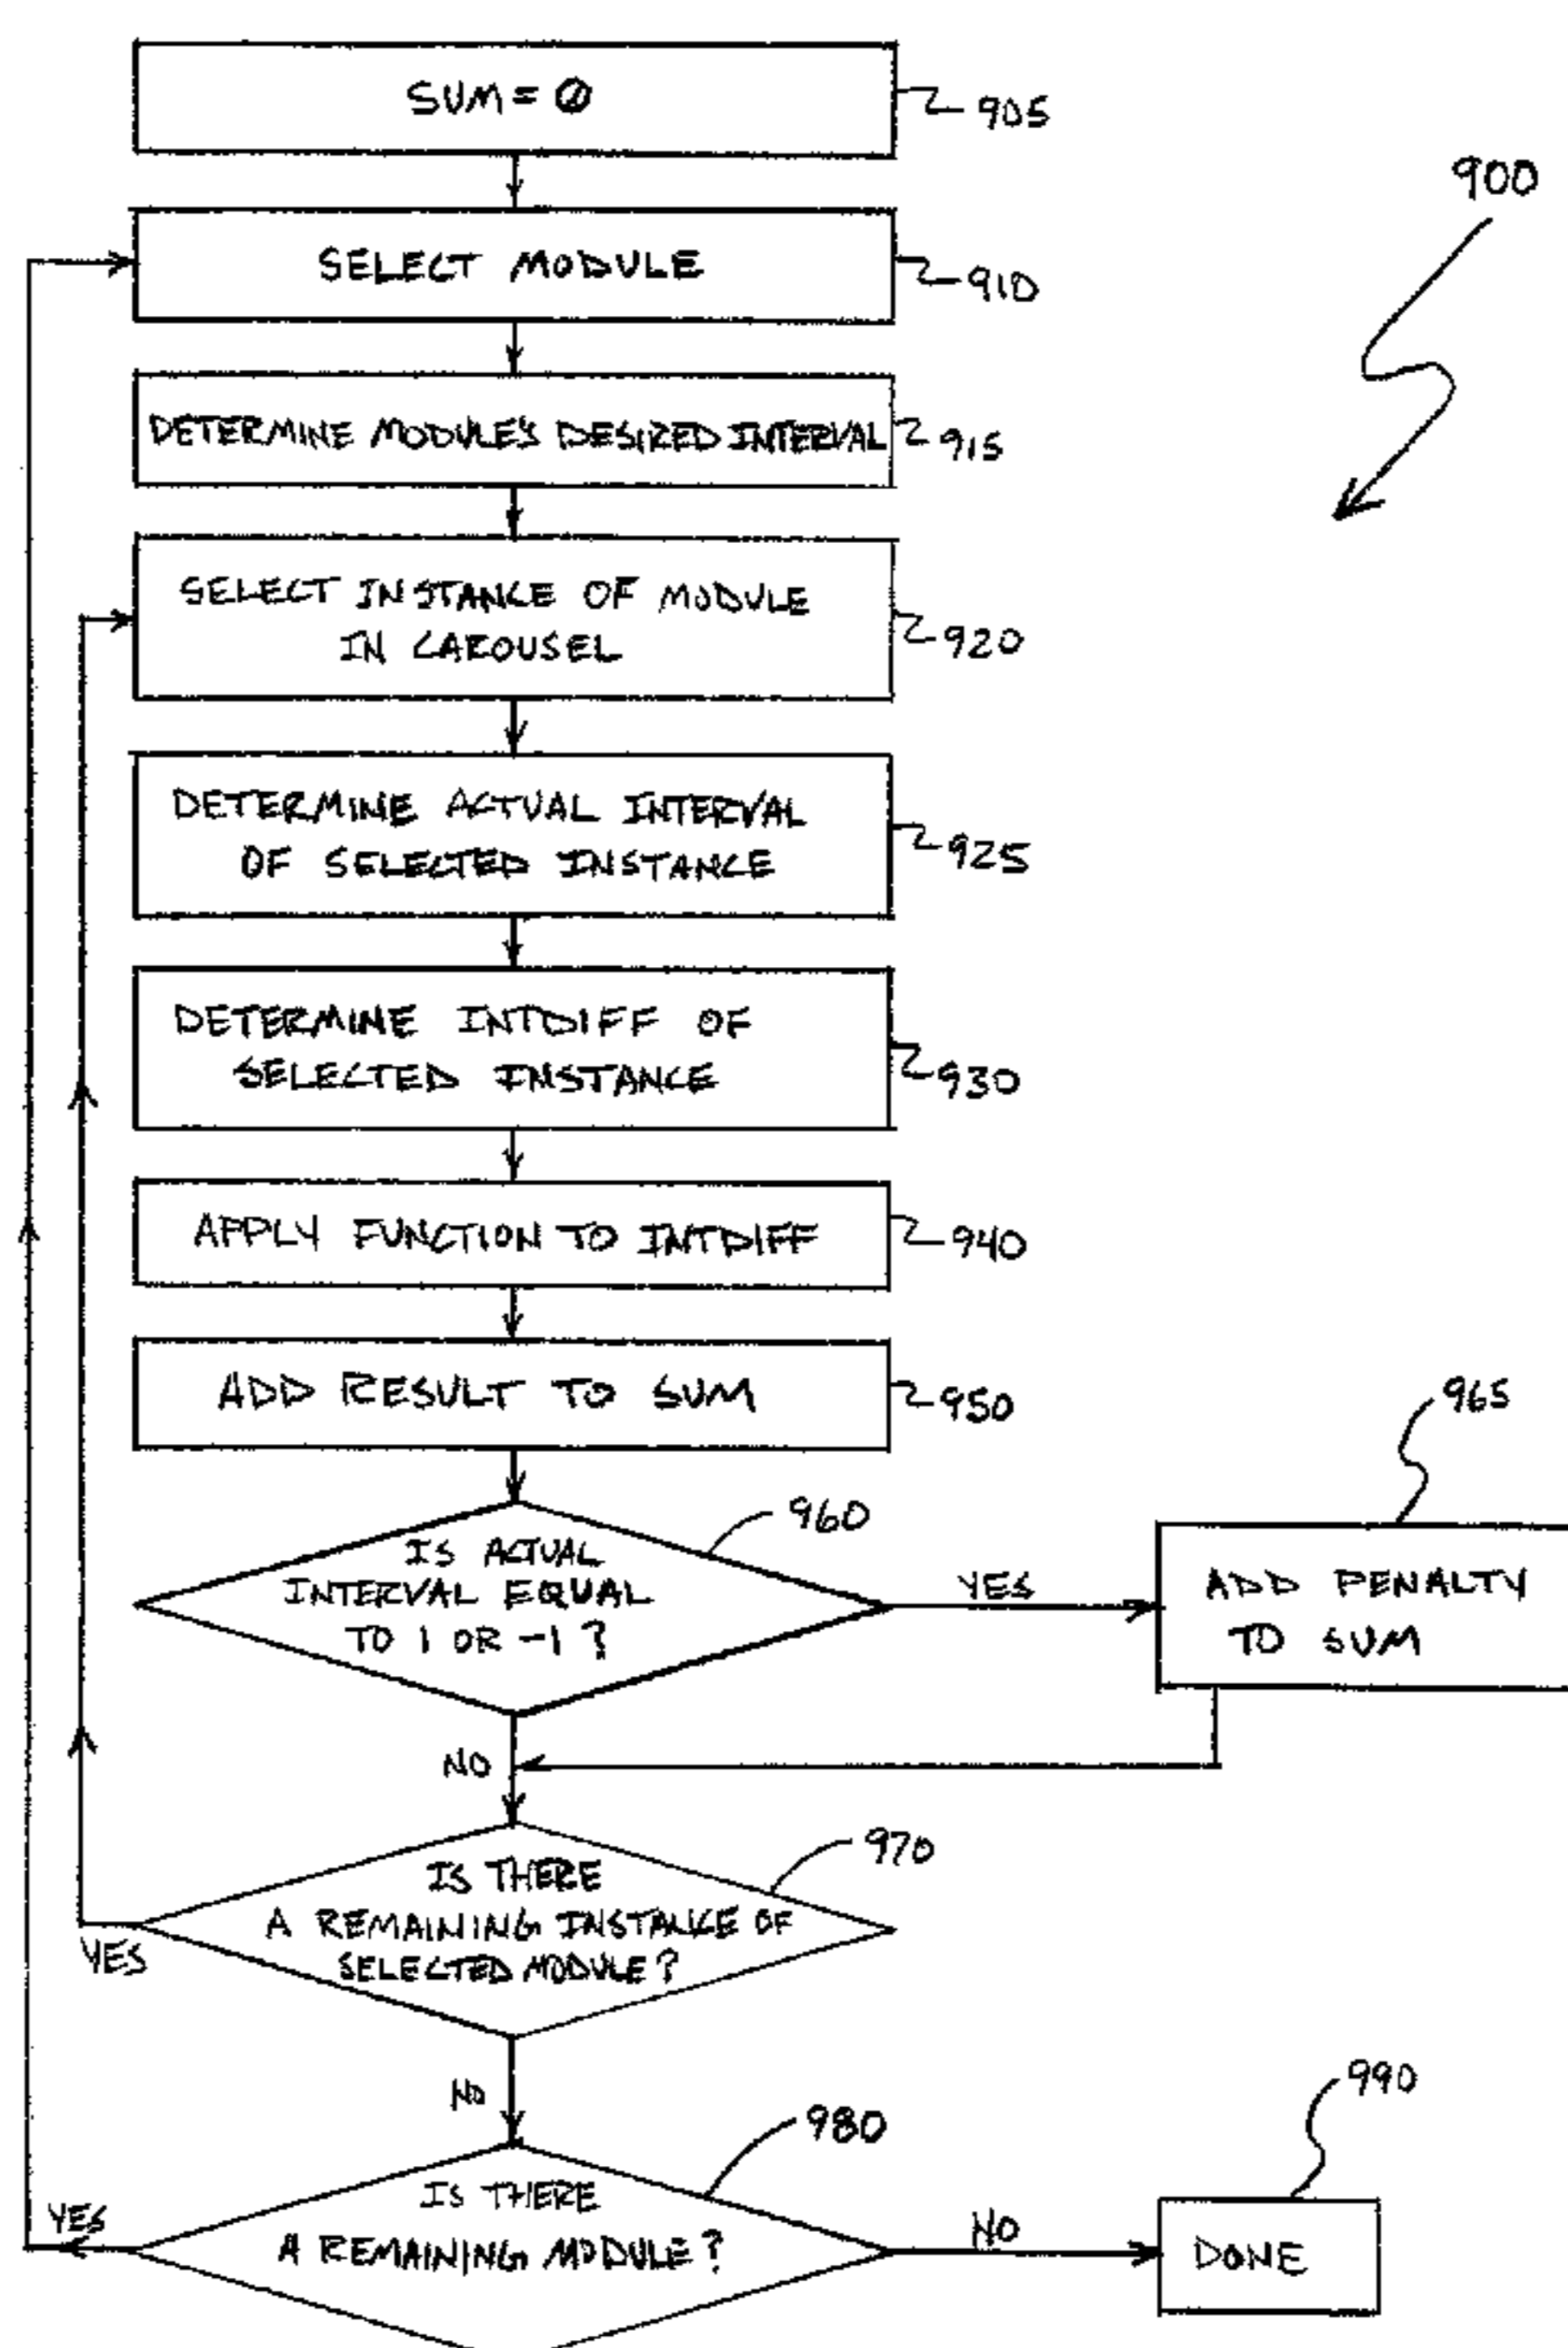 SUM = 0
905
900
SELECT MODULE
910
DETERMINE MODULE'S DESIRED INTERVAL
915
SELECT INSTANCE OF MODULE
IN CAROUSEL
920
DETERMINE ACTUAL INTERVAL
OF SELECTED INSTANCE
925
DETERMINE INTDIFF OF
SELECTED INSTANCE
930
APPLY FUNCTION TO INTDIFF
940
ADD RESULT TO SUM
950
960
IS ACTUAL
INTERVAL EQUAL
TO 1 OR -1?
YES
965
ADD PENALTY
TO SUM
NO
970
IS THERE
A REMAINING INSTANCE OF
SELECTED MODULE?
YES
NO
980
IS THERE
A REMAINING MODULE?
YES
NO
990
DONE